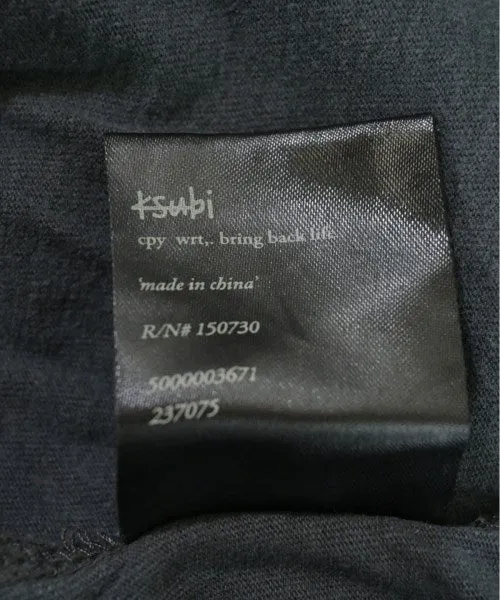 ksubi
cpy wrt,. bring back life
'made in china'
R/N# 150730
5000003671
237075